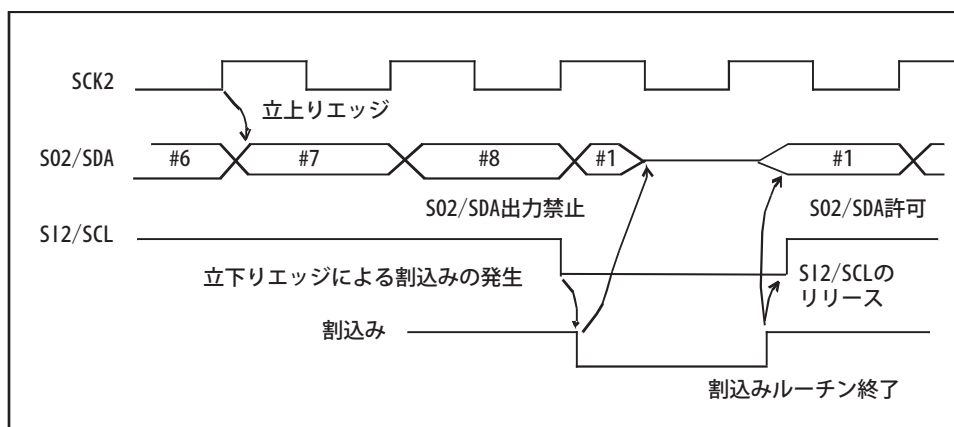 SCK2
立上りエッジ
SO2/SDA
#6
#7
#8
#1
#1
SO2/SDA出力禁止
SO2/SDA許可
SI2/SCL
立下りエッジによる割込みの発生
SI2/SCLの
リリース
割込み
割込みルーチン終了